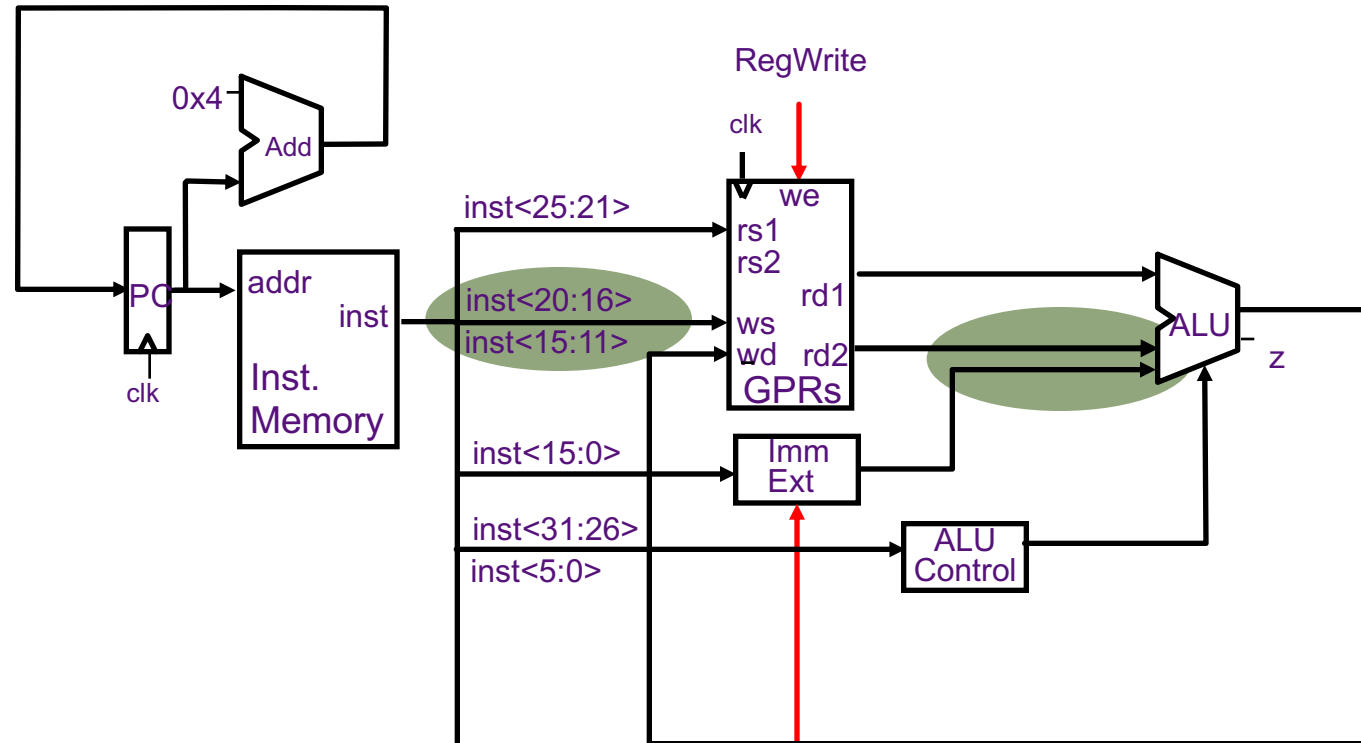 RegWrite
0x4
Add
clk
we
inst<25:21>
rs1
rs2
PC
addr
inst
inst<20:16>
inst<15:11>
rd1
ws
wd
rd2
ALU
z
clk
Inst.
Memory
GPRs
inst<15:0>
Imm
Ext
inst<31:26>
inst<5:0>
ALU
Control